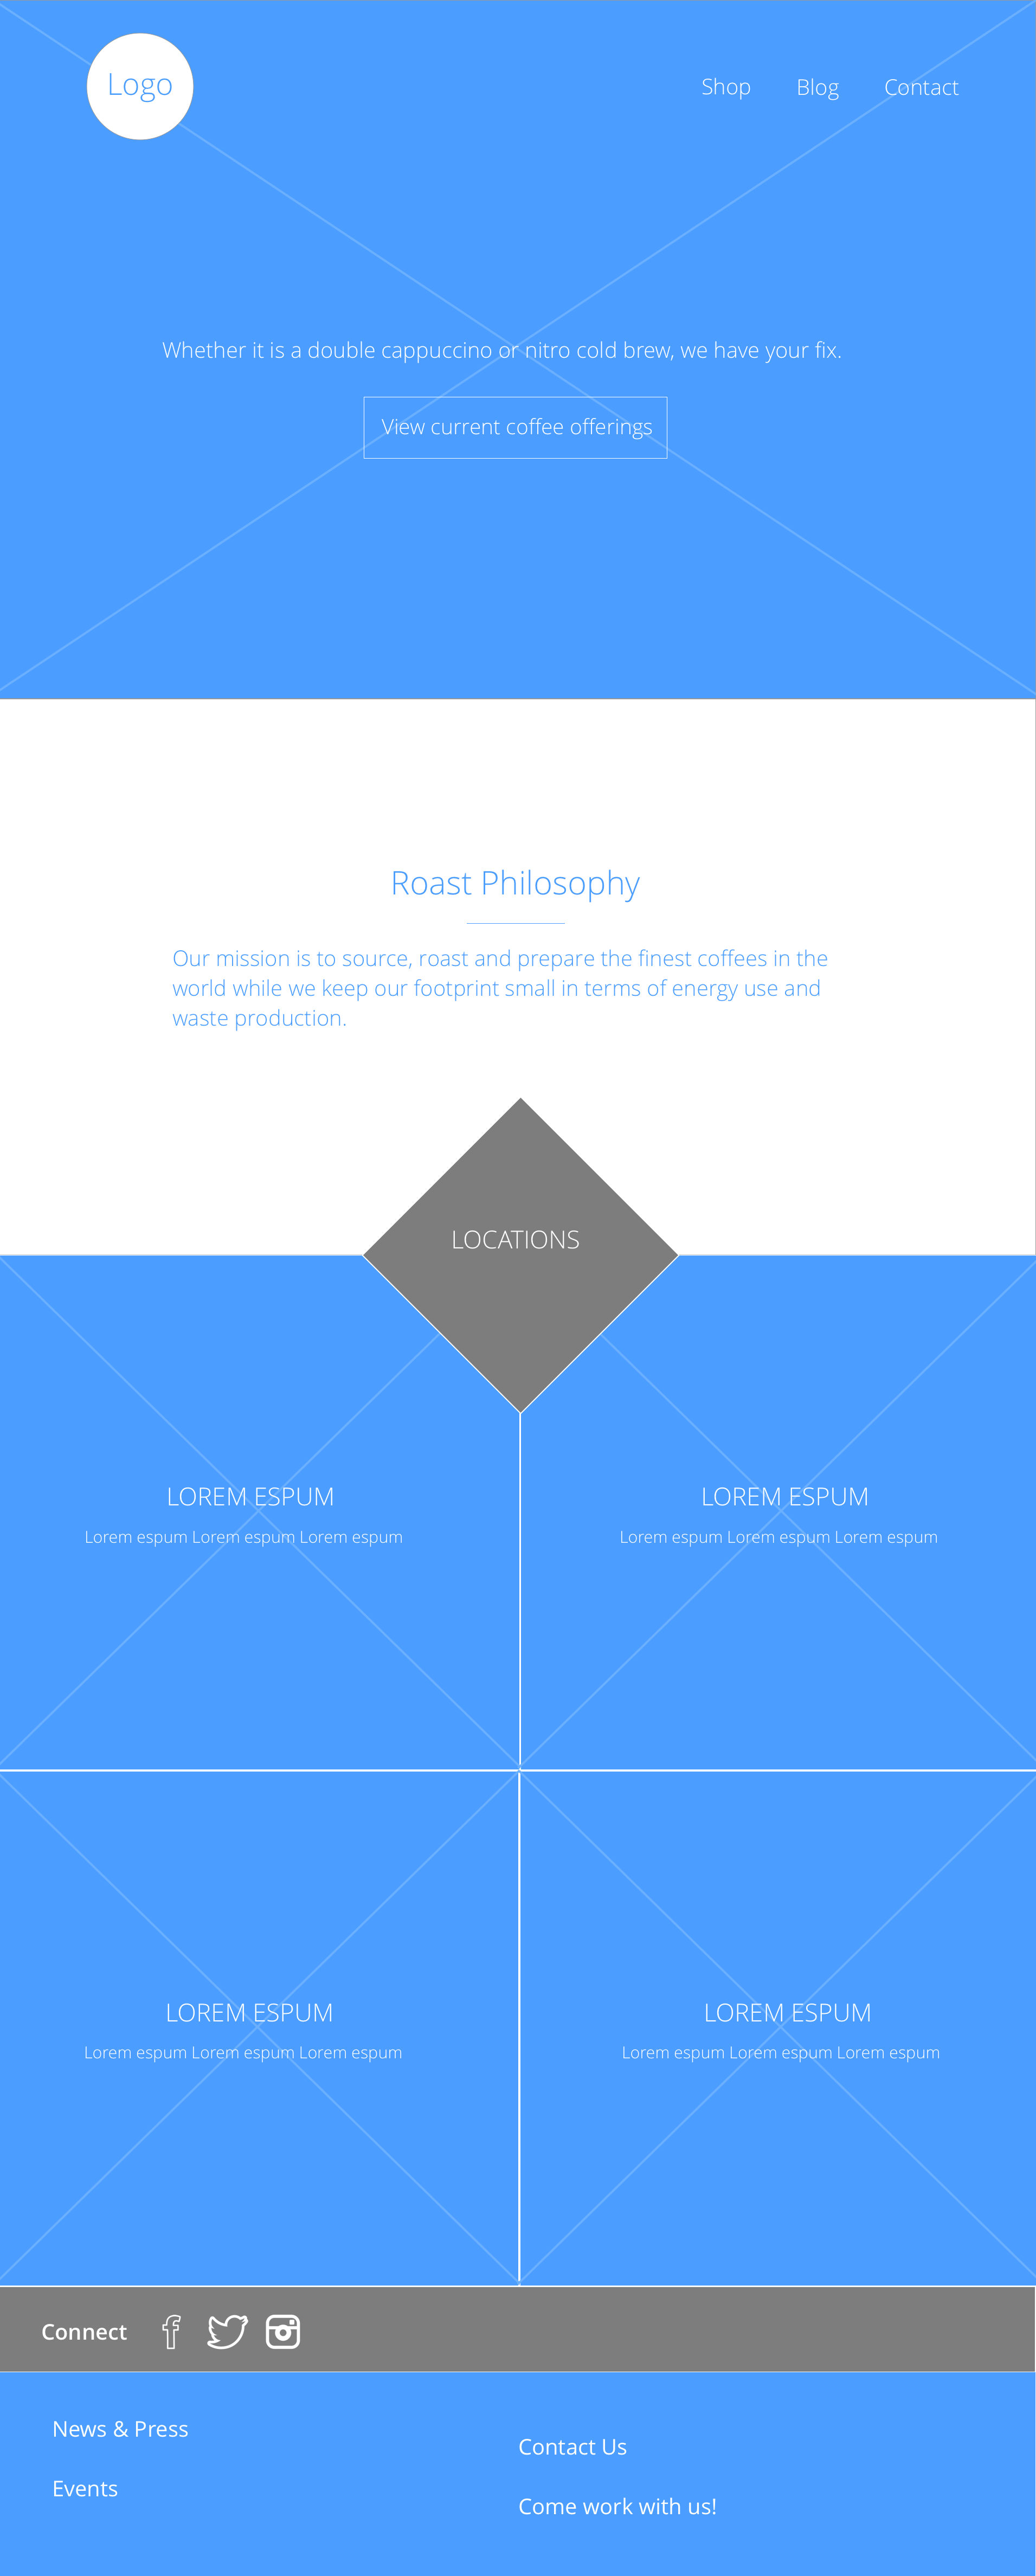 Logo
Shop Blog Contact
Whether it is a double cappuccino or nitro cold brew, we have your fix.
View current coffee offerings
Roast Philosophy
Our mission is to source, roast and prepare the finest coffees in the
world while we keep our footprint small in terms of energy use and
waste production.
LOCATIONS
LOREM ESPUM
Lorem espum Lorem espum Lorem espum
LOREM ESPUM
Lorem espum Lorem espum Lorem espum
LOREM ESPUM
Lorem espum Lorem espum Lorem espum
LOREM ESPUM
Lorem espum Lorem espum Lorem espum
Connect
News & Press
Events
Contact Us
Come work with us!